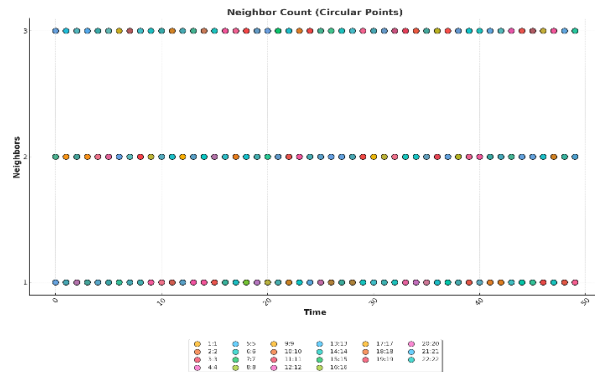 Neighbor Count (Circular Points)
3
2
1
Neighbors
0 10 20 30 40 50
Time
1:1 5:5 9:9 13:13 17:17 20:20
2:2 6:6 10:10 14:14 18:18 21:21
3:3 7:7 11:11 15:15 19:19 22:22
4:4 8:8 12:12 16:16